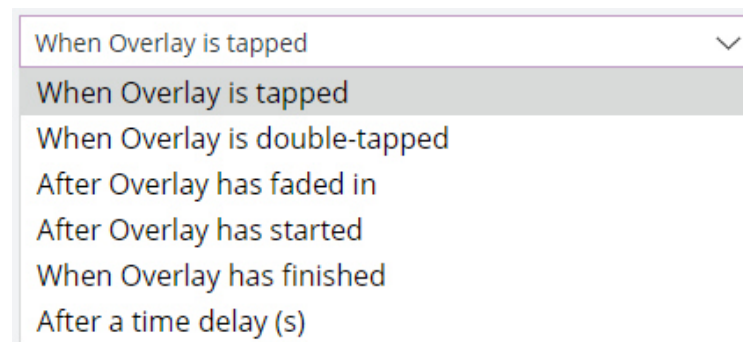 When Overlay is tapped
When Overlay is tapped
When Overlay is double-tapped
After Overlay has faded in
After Overlay has started
When Overlay has finished
After a time delay (s)